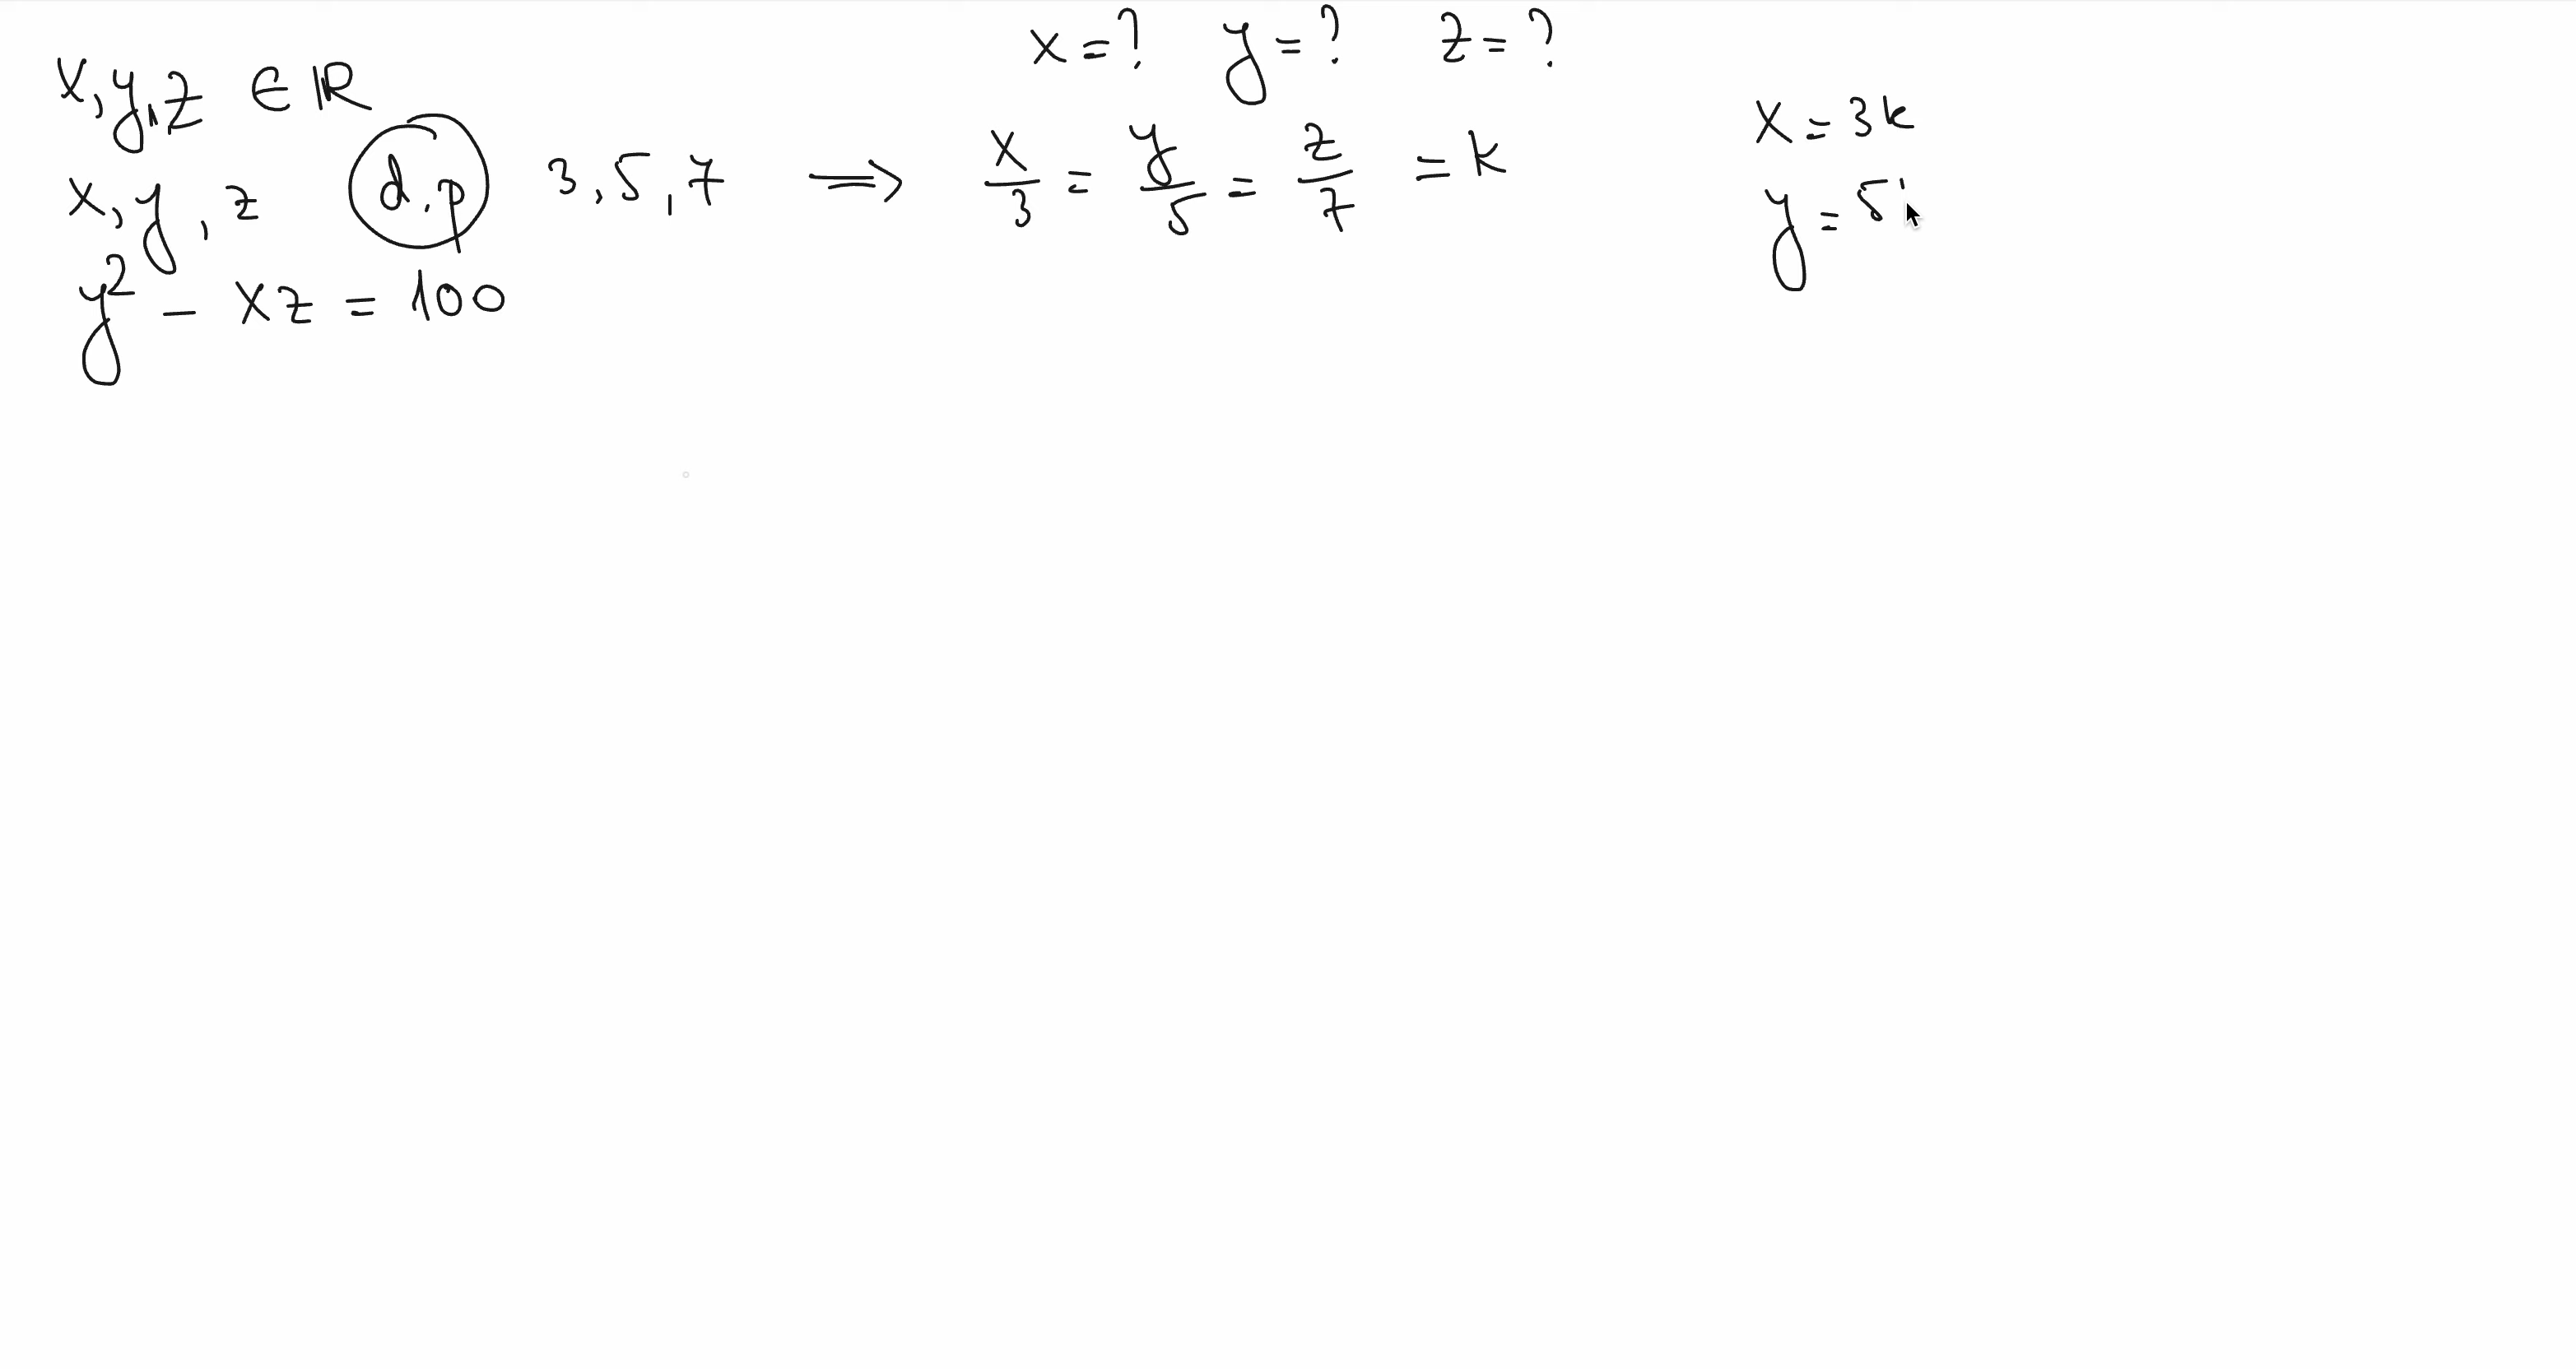 x=? y=? z=?
x,y,z ∈ ℝ
x,y,z d.p 3,5,7 ⟹ x/3 = y/5 = z/7 = k
y² - xz = 100
x = 3k
y = 5